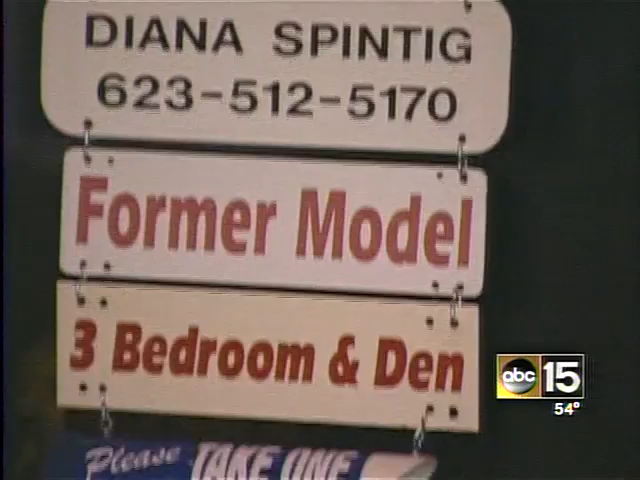 DIANA SPINTIG
623-512-5170
Former Model
3 Bedroom & Den
Please TAKE ONE
abc 15
54°